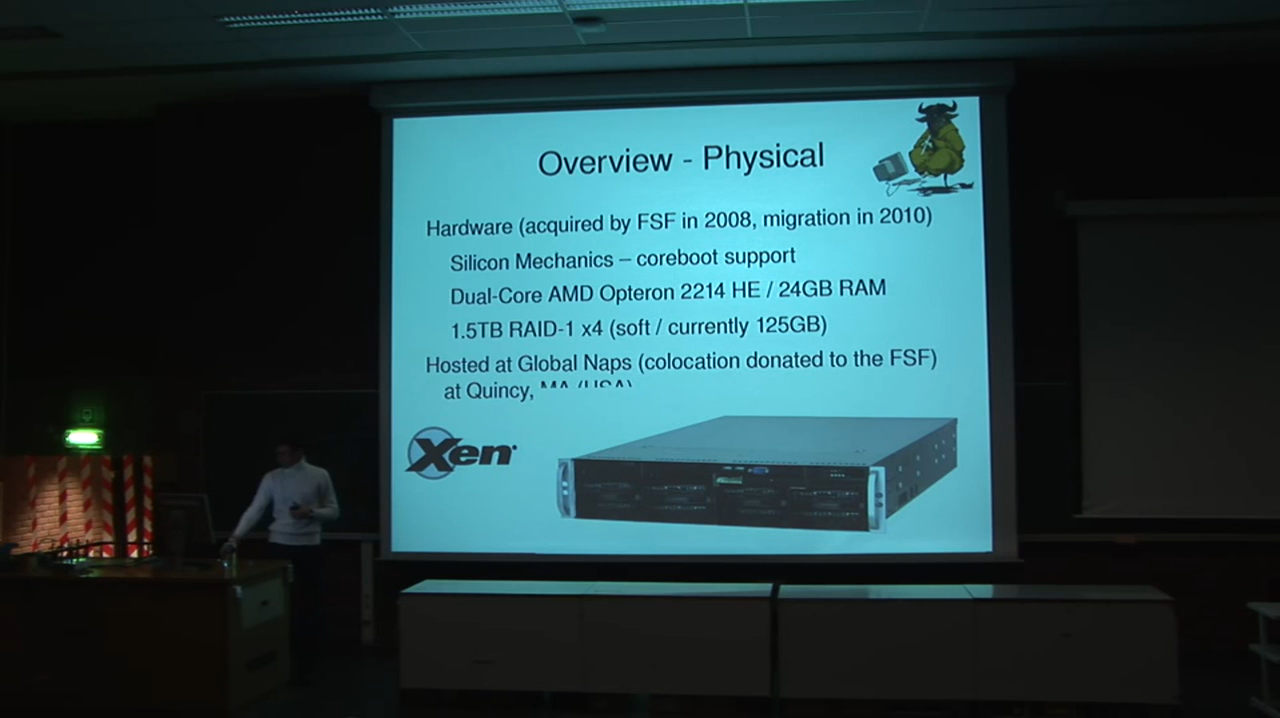 Overview - Physical
Hardware (acquired by FSF in 2008, migration in 2010)
Silicon Mechanics – coreboot support
Dual-Core AMD Opteron 2214 HE / 24GB RAM
1.5TB RAID-1 x4 (soft / currently 125GB)
Hosted at Global Naps (colocation donated to the FSF)
at Quincy, MA (USA)
Xen